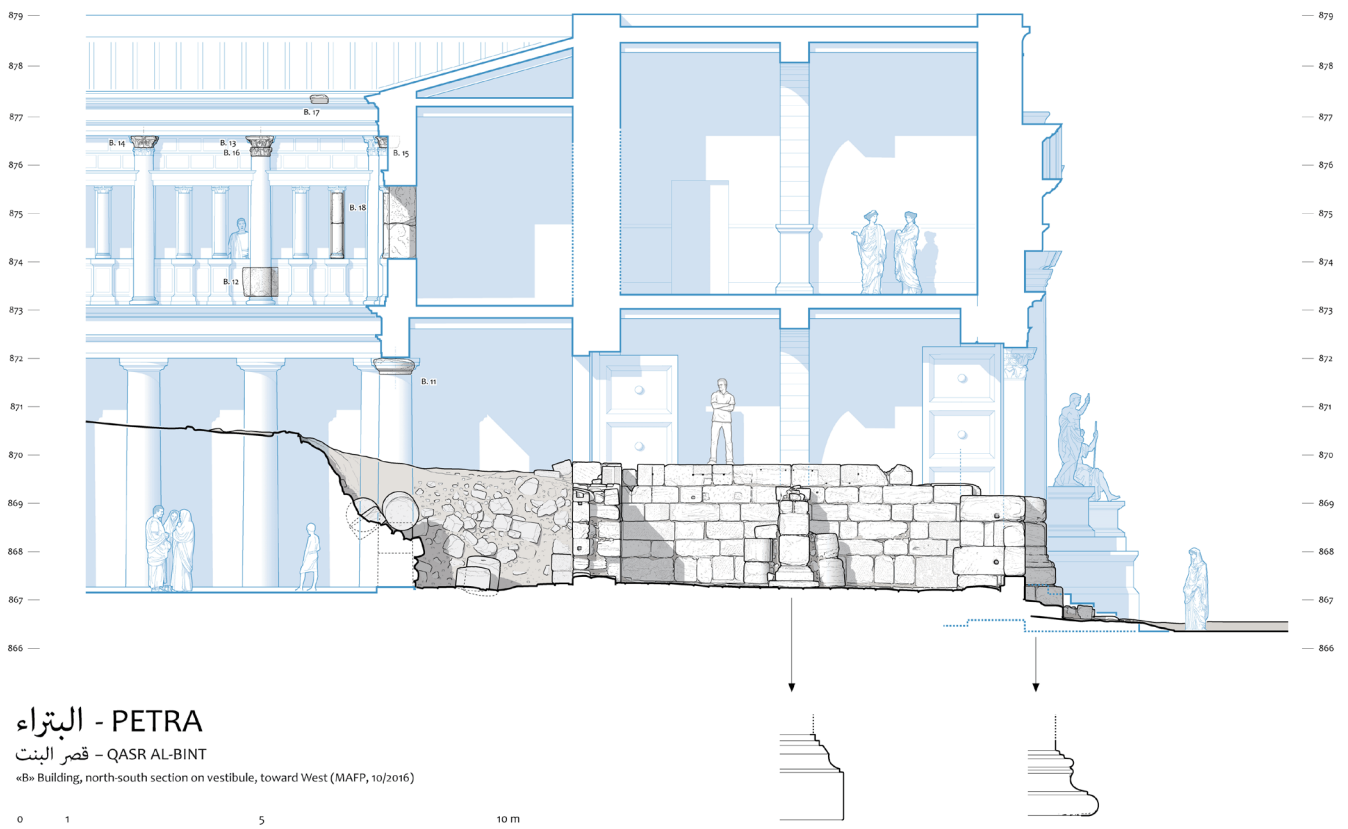 879 879
878 878
B. 17
877 877
B. 14 B. 13 B. 15
B. 16
876 876
875 B. 18 875
874 874
B. 12
873 873
872 872
B. 11
871 871
870 870
869 869
868 868
867 867
866 866
البتراء - PETRA
قصر البنت – QASR AL-BINT
«B» Building, north-south section on vestibule, toward West (MAFP, 10/2016)
0 1 5 10 m